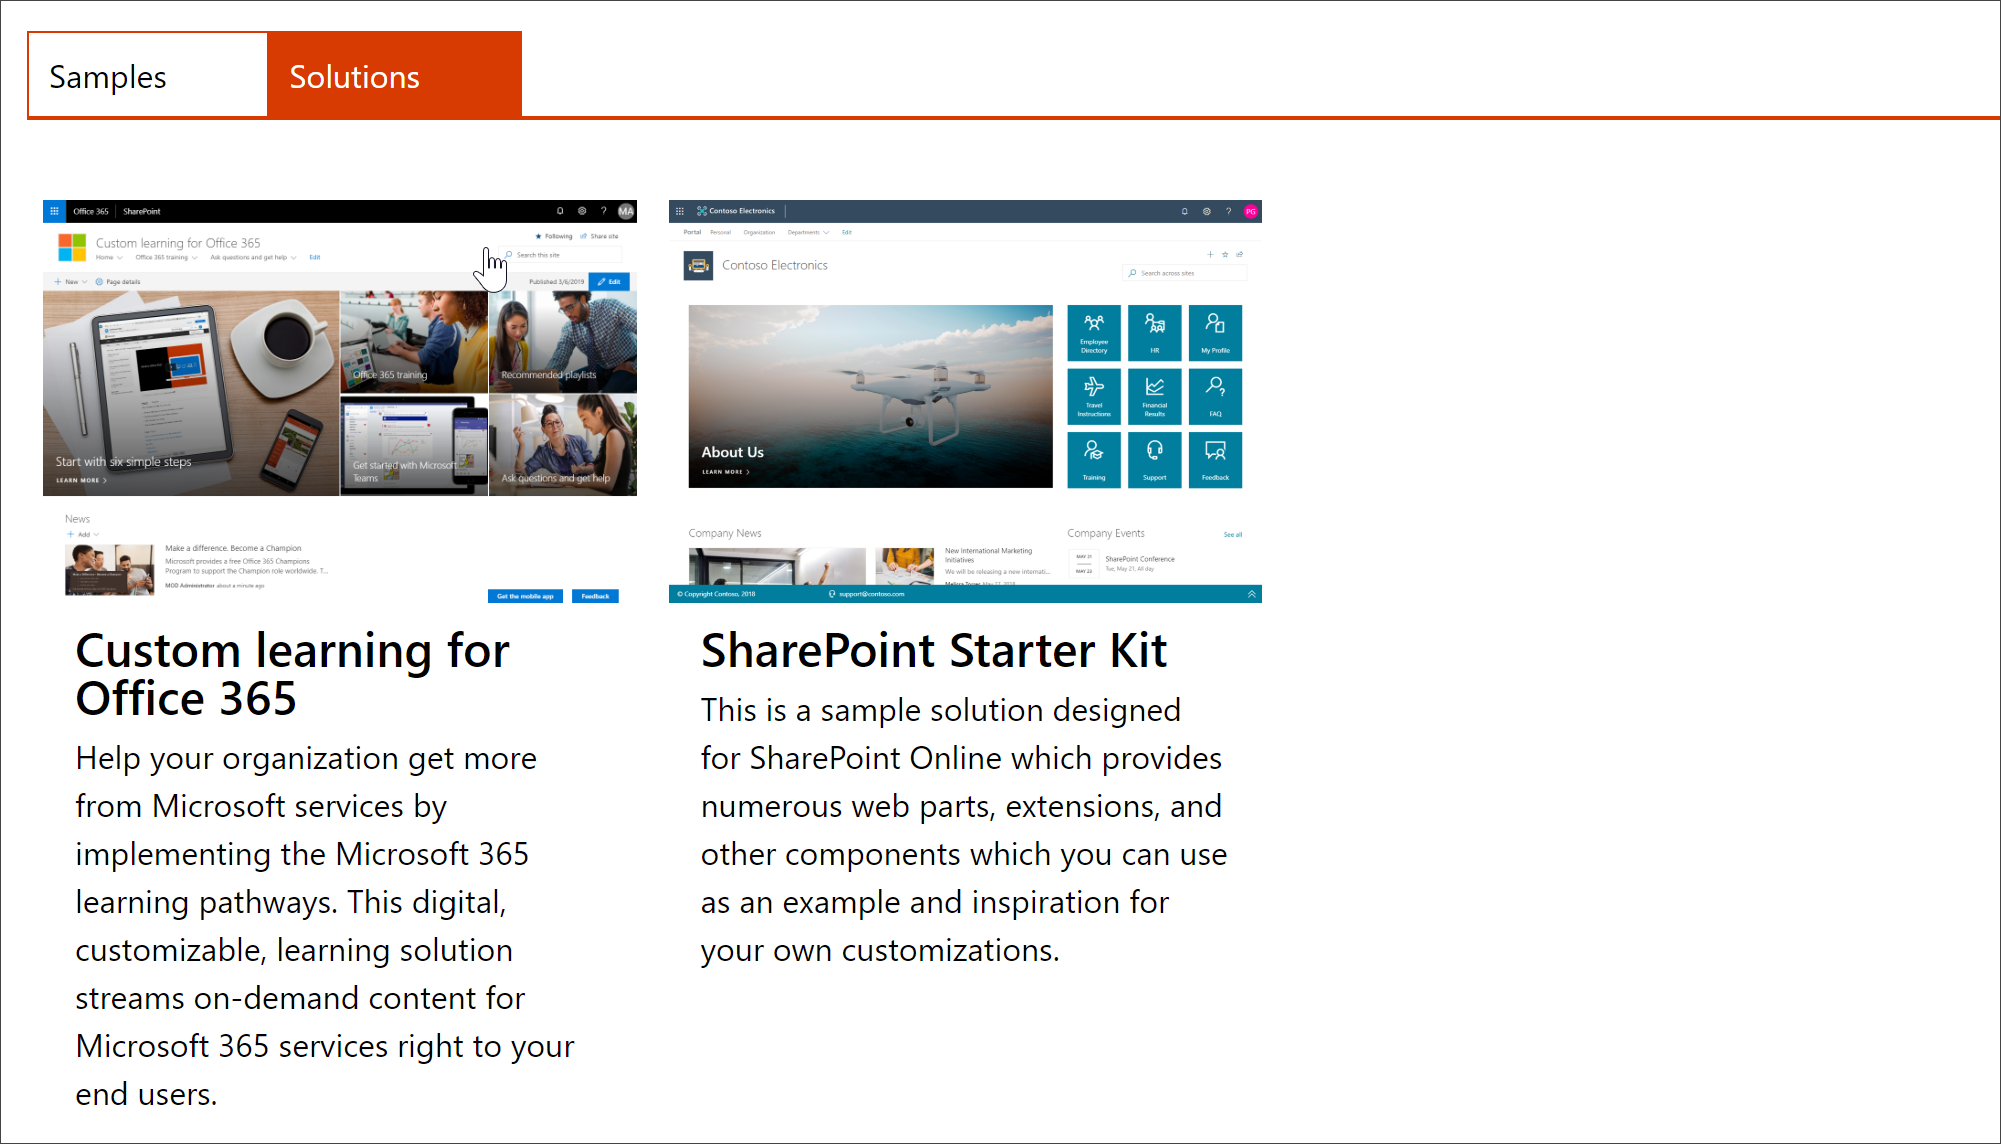 Samples
Solutions
Office 365 SharePoint MA
Custom learning for Office 365
Following Share site
Home Office 365 training Ask questions and get help Edit
Search this site
New Page details
Published 3/6/2019 Edit
Office 365 training
Recommended playlists
Start with six simple steps
LEARN MORE
Get started with Microsoft
Teams
Ask questions and get help
News
Add
Make a difference. Become a Champion
Microsoft provides a free Office 365 Champions
Program to support the Champion role worldwide. T...
MOD Administrator about a minute ago
Get the mobile app
Feedback
Custom learning for
Office 365
Help your organization get more
from Microsoft services by
implementing the Microsoft 365
learning pathways. This digital,
customizable, learning solution
streams on-demand content for
Microsoft 365 services right to your
end users.
Contoso Electronics PG
Portal Personal Organization Departments Edit
Contoso Electronics
Search across sites
About Us
LEARN MORE
Employee
Directory
HR
My Profile
Travel
Instructions
Financial
Results
FAQ
Training
Support
Feedback
Company News
New International Marketing
Initiatives
We will be releasing a new internati...
Company Events
See all
MAY 21
MAY 23
SharePoint Conference
Tue, May 21, All day
© Copyright Contoso, 2018
support@contoso.com
SharePoint Starter Kit
This is a sample solution designed
for SharePoint Online which provides
numerous web parts, extensions, and
other components which you can use
as an example and inspiration for
your own customizations.